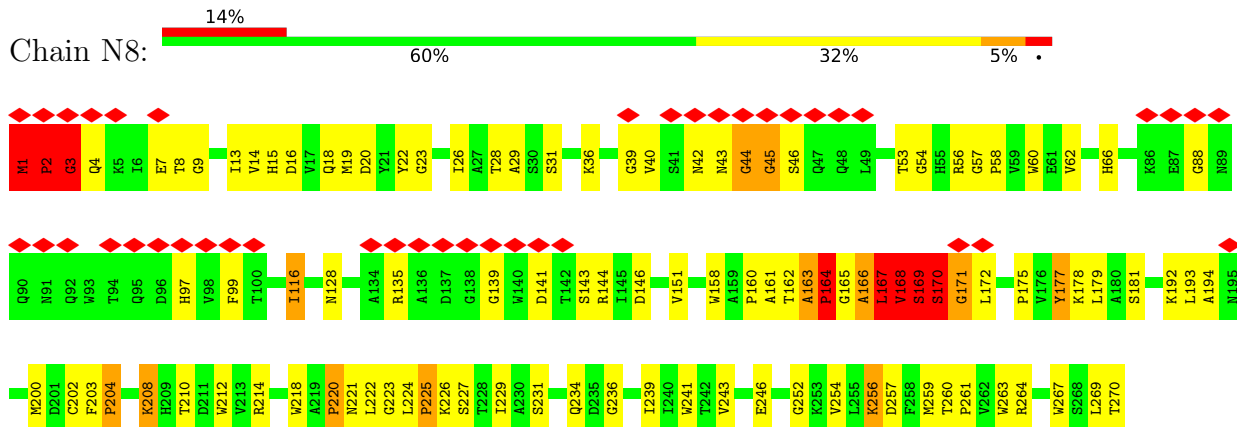 14%
Chain N8:
60% 32% 5% •
M1 P2 G3 Q4 K5 I6 E7 T8 G9 I13 V14 H15 D16 V17 Q18 M19 D20 Y21 Y22 G23 I26 A27 T28 A29 S30 S31 K36 G39 V40 S41 N42 N43 G44 G45 S46 Q47 Q48 L49 T53 G54 H55 R56 G57 P58 V59 W60 E61 V62 H66 K86 E87 G88 N89
Q90 N91 Q92 W93 T94 Q95 D96 H97 V98 F99 T100 I116 N128 A134 R135 A136 D137 G138 G139 W140 D141 T142 S143 R144 I145 D146 V151 W158 A159 P160 A161 T162 A163 P164 G165 A166 L167 V168 S169 S170 G171 L172 P175 V176 Y177 K178 L179 A180 S181 K192 L193 A194 N195
M200 D201 C202 F203 P204 K208 H209 T210 D211 W212 V213 R214 W218 A219 P220 N221 L222 G223 L224 P225 K226 S227 T228 I229 A230 S231 Q234 D235 G236 I239 I240 W241 T242 V243 E246 G252 K253 V254 L255 K256 D257 F258 M259 T260 P261 V262 W263 R264 W267 S268 L269 T270